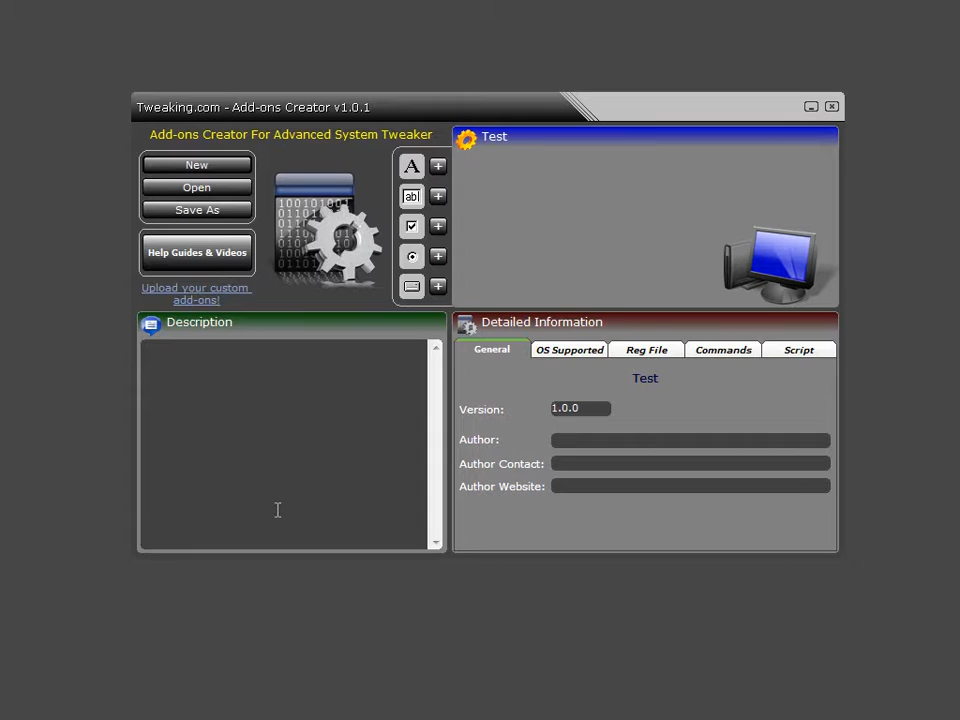 Tweaking.com - Add-ons Creator v1.0.1
Add-ons Creator For Advanced System Tweaker
New
Open
Save As
Help Guides & Videos
Upload your custom
add-ons!
A
+
ab
+
+
+
+
Test
Description
Detailed Information
General
OS Supported
Reg File
Commands
Script
Test
Version:
1.0.0
Author:
Author Contact:
Author Website: